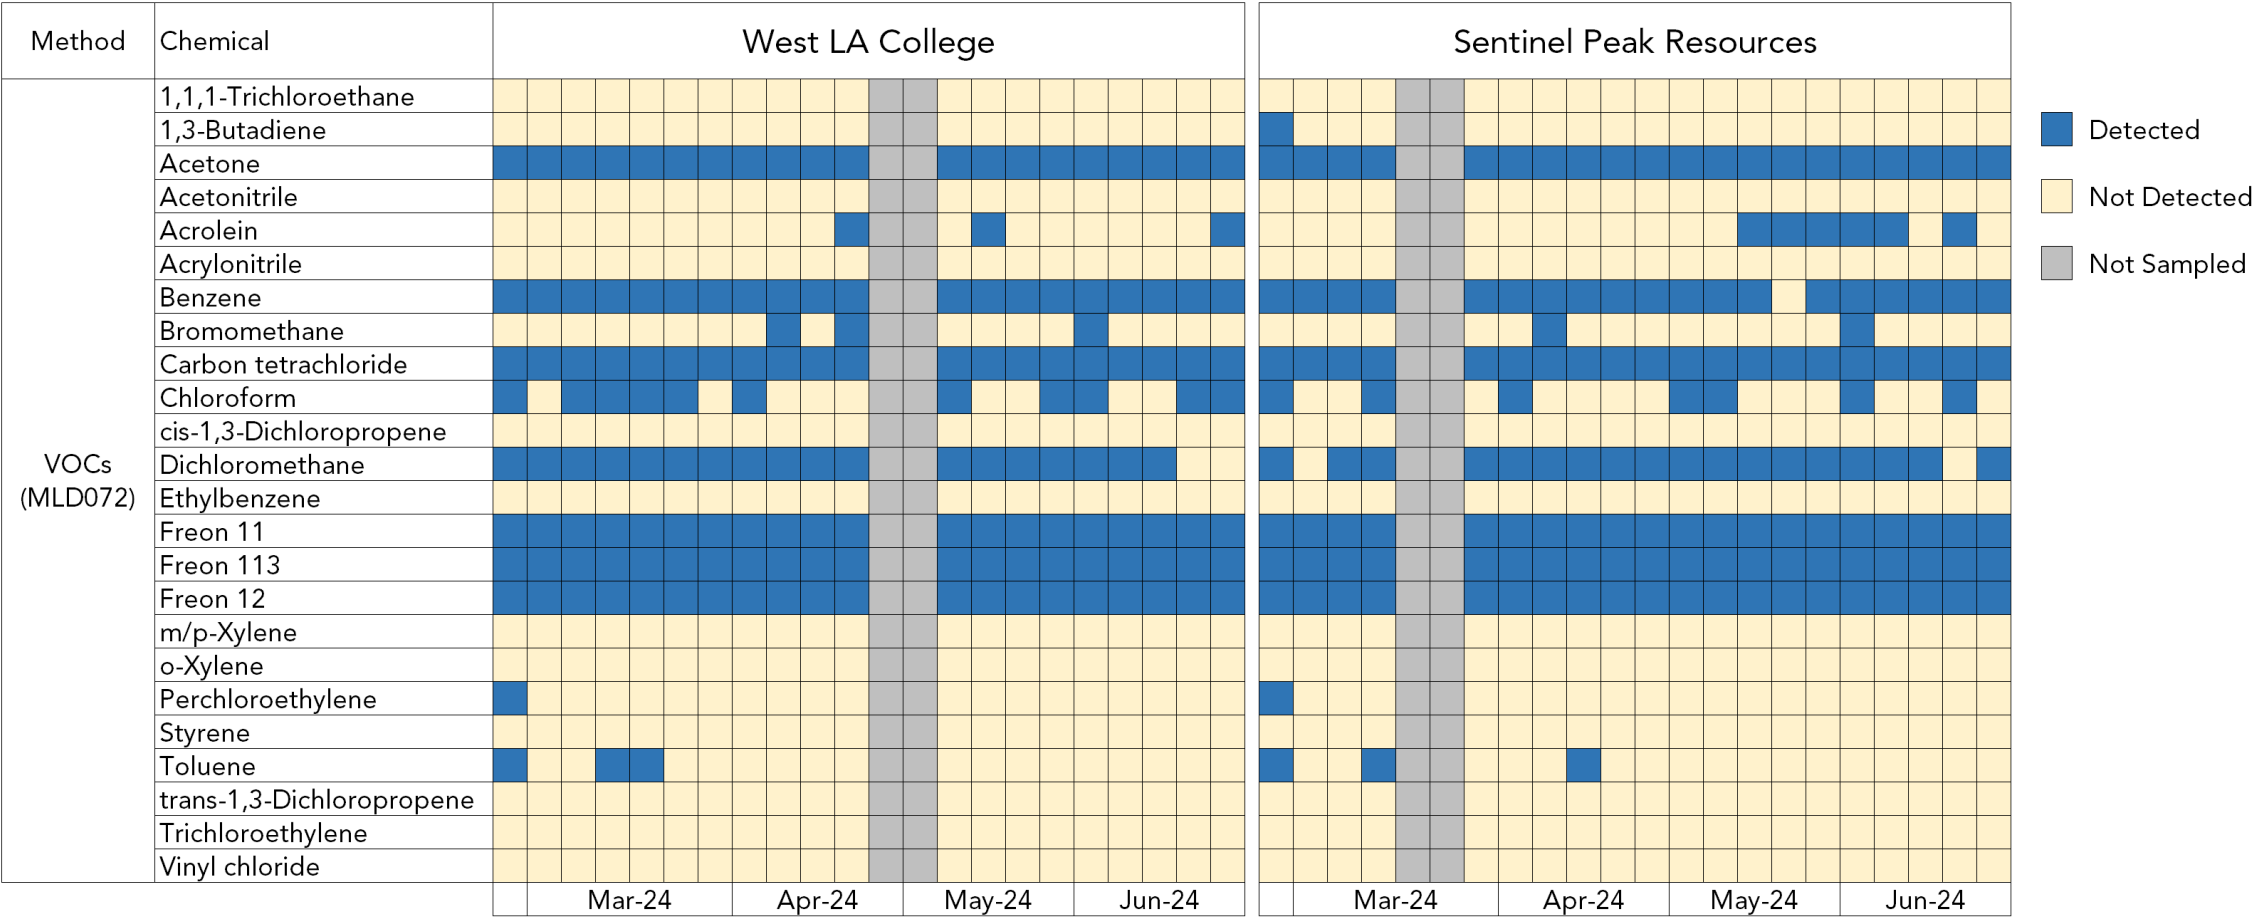 Method Chemical West LA College Sentinel Peak Resources
1,1,1-Trichloroethane
1,3-Butadiene
Acetone
Acetonitrile
Acrolein
Acrylonitrile
Benzene
Bromomethane
Carbon tetrachloride
Chloroform
cis-1,3-Dichloropropene
VOCs
(MLD072)
Dichloromethane
Ethylbenzene
Freon 11
Freon 113
Freon 12
m/p-Xylene
o-Xylene
Perchloroethylene
Styrene
Toluene
trans-1,3-Dichloropropene
Trichloroethylene
Vinyl chloride
Mar-24 Apr-24 May-24 Jun-24 Mar-24 Apr-24 May-24 Jun-24
Detected
Not Detected
Not Sampled